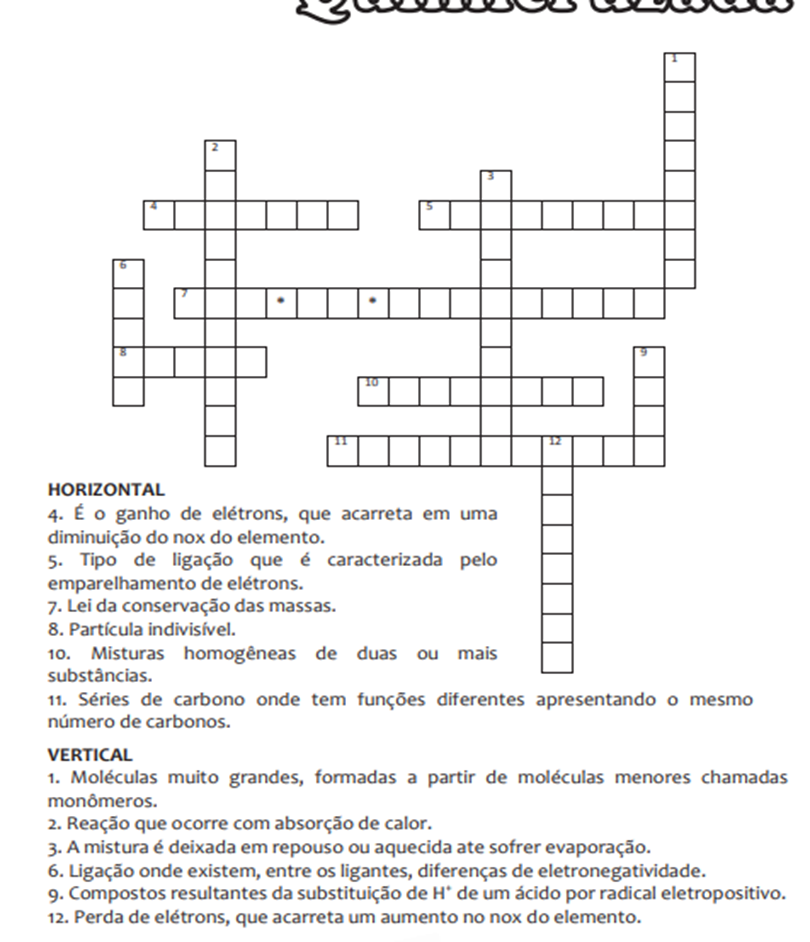 1
2
3
4
5
6
7
*
*
8
9
10
11
12
HORIZONTAL
4. É o ganho de elétrons, que acarreta em uma
diminuição do nox do elemento.
5. Tipo de ligação que é caracterizada pelo
emparelhamento de elétrons.
7. Lei da conservação das massas.
8. Partícula indivisível.
10. Misturas homogêneas de duas ou mais
substâncias.
11. Séries de carbono onde tem funções diferentes apresentando o mesmo
número de carbonos.
VERTICAL
1. Moléculas muito grandes, formadas a partir de moléculas menores chamadas
monômeros.
2. Reação que ocorre com absorção de calor.
3. A mistura é deixada em repouso ou aquecida ate sofrer evaporação.
6. Ligação onde existem, entre os ligantes, diferenças de eletronegatividade.
9. Compostos resultantes da substituição de H⁺ de um ácido por radical eletropositivo.
12. Perda de elétrons, que acarreta um aumento no nox do elemento.